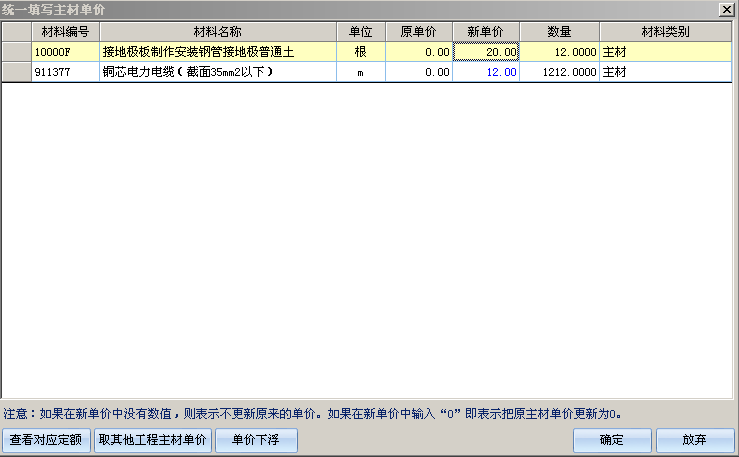 统一填写主材单价
材料编号 材料名称 单位 原单价 新单价 数量 材料类别
10000F 接地极板制作安装钢管接地极普通土 根 0.00 20.00 12.0000 主材
911377 铜芯电力电缆(截面35mm2以下) m 0.00 12.00 1212.0000 主材
注意：如果在新单价中没有数值，则表示不更新原来的单价。如果在新单价中输入“0”即表示把原主材单价更新为0。
查看对应定额 取其他工程主材单价 单价下浮 确定 放弃